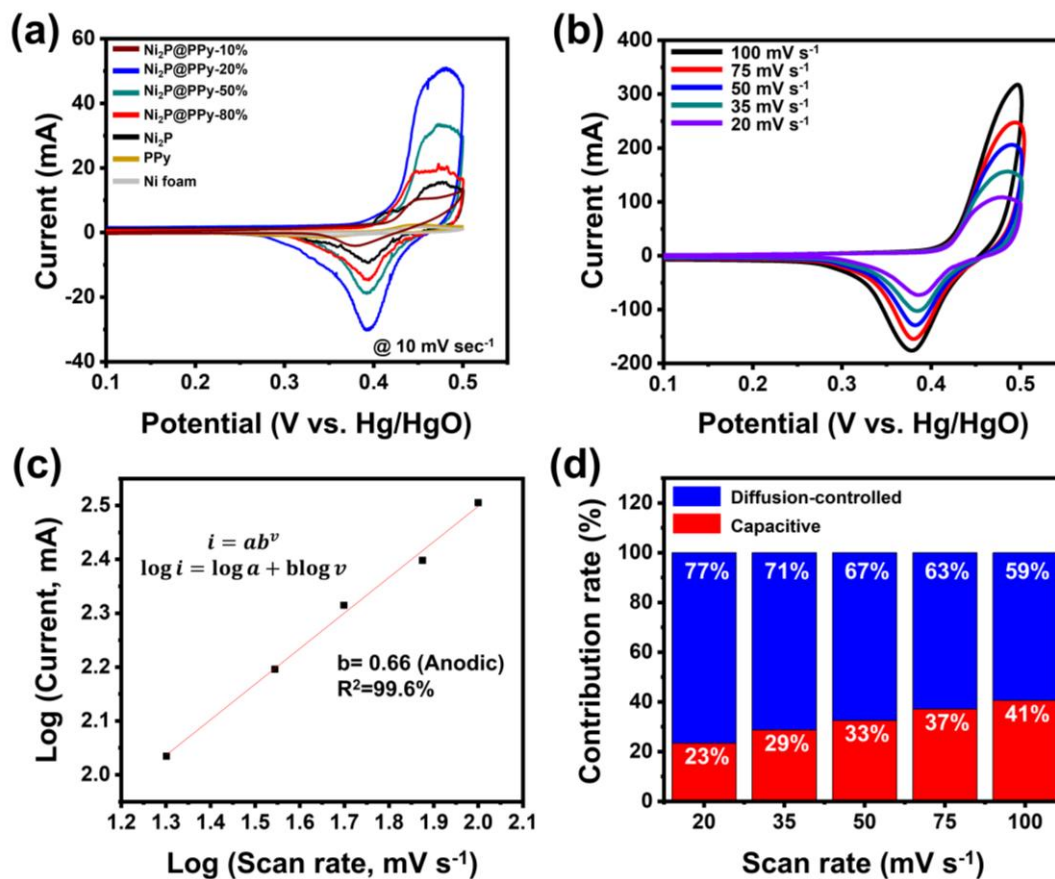 (a)
60
40
20
0
-20
-40
Current (mA)
Ni₂P@PPy-10%
Ni₂P@PPy-20%
Ni₂P@PPy-50%
Ni₂P@PPy-80%
Ni₂P
PPy
Ni foam
@ 10 mV sec⁻¹
0.1 0.2 0.3 0.4 0.5
Potential (V vs. Hg/HgO)
(b)
400
300
200
100
0
-100
-200
Current (mA)
100 mV s⁻¹
75 mV s⁻¹
50 mV s⁻¹
35 mV s⁻¹
20 mV s⁻¹
0.1 0.2 0.3 0.4 0.5
Potential (V vs. Hg/HgO)
(c)
2.5
2.4
2.3
2.2
2.1
2.0
Log (Current, mA)
i = abᵛ
log i = log a + blog v
b= 0.66 (Anodic)
R²=99.6%
1.2 1.3 1.4 1.5 1.6 1.7 1.8 1.9 2.0 2.1
Log (Scan rate, mV s⁻¹)
(d)
120
100
80
60
40
20
0
Contribution rate (%)
Diffusion-controlled
Capacitive
77% 71% 67% 63% 59%
23% 29% 33% 37% 41%
20 35 50 75 100
Scan rate (mV s⁻¹)